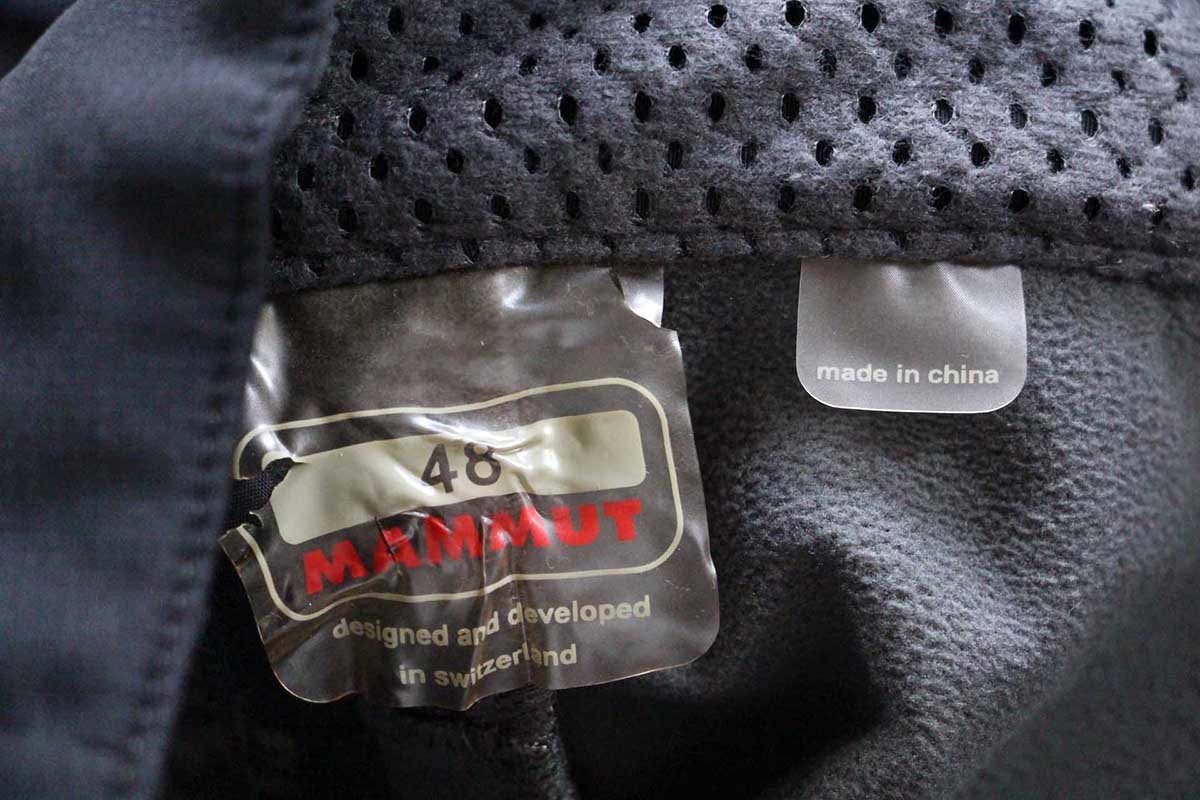 48
MAMMUT
designed and developed
in switzerland
made in china